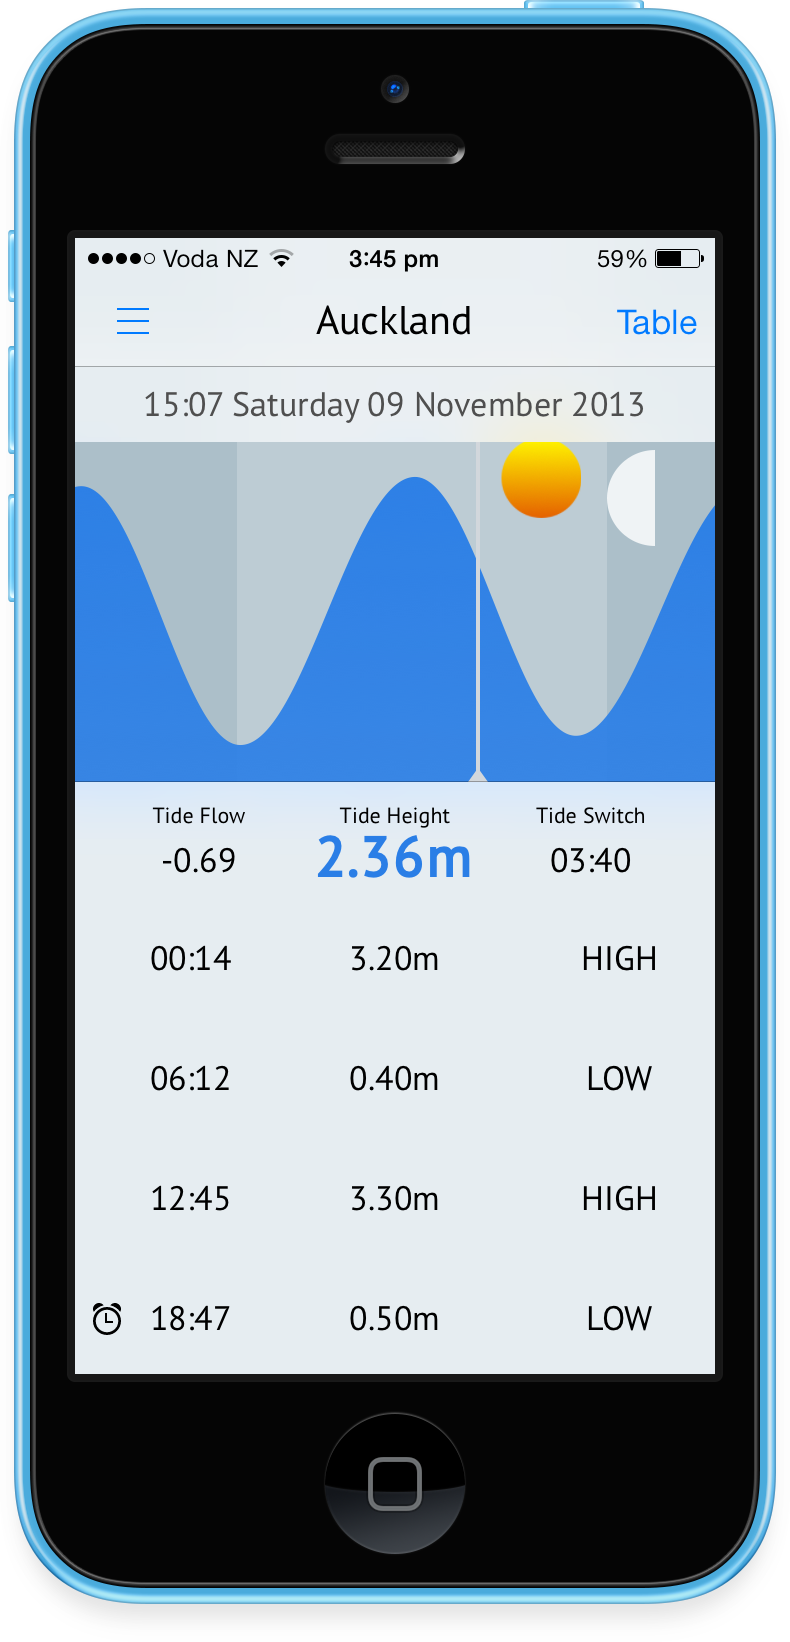 Voda NZ 3:45 pm 59%
Auckland Table
15:07 Saturday 09 November 2013
Tide Flow Tide Height Tide Switch
-0.69 2.36m 03:40
00:14 3.20m HIGH
06:12 0.40m LOW
12:45 3.30m HIGH
18:47 0.50m LOW